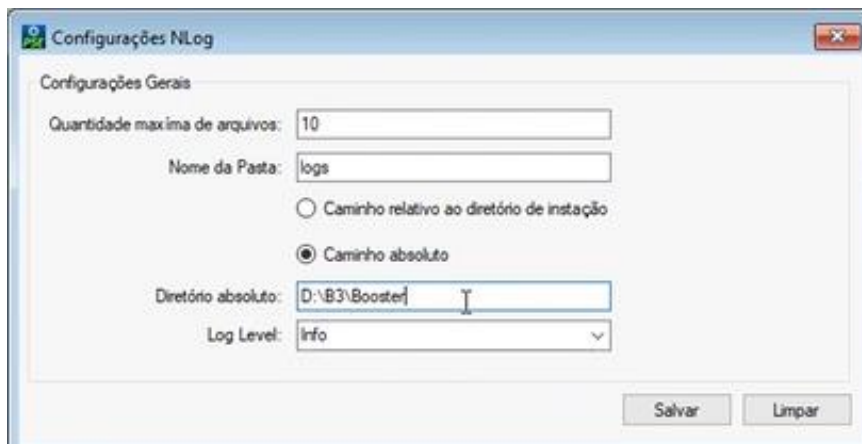 Configurações NLog
Configurações Gerais
Quantidade maxima de arquivos: 10
Nome da Pasta: logs
Caminho relativo ao diretório de instação
Caminho absoluto
Diretório absoluto: D:\B3\Booster
Log Level: Info
Salvar Limpar